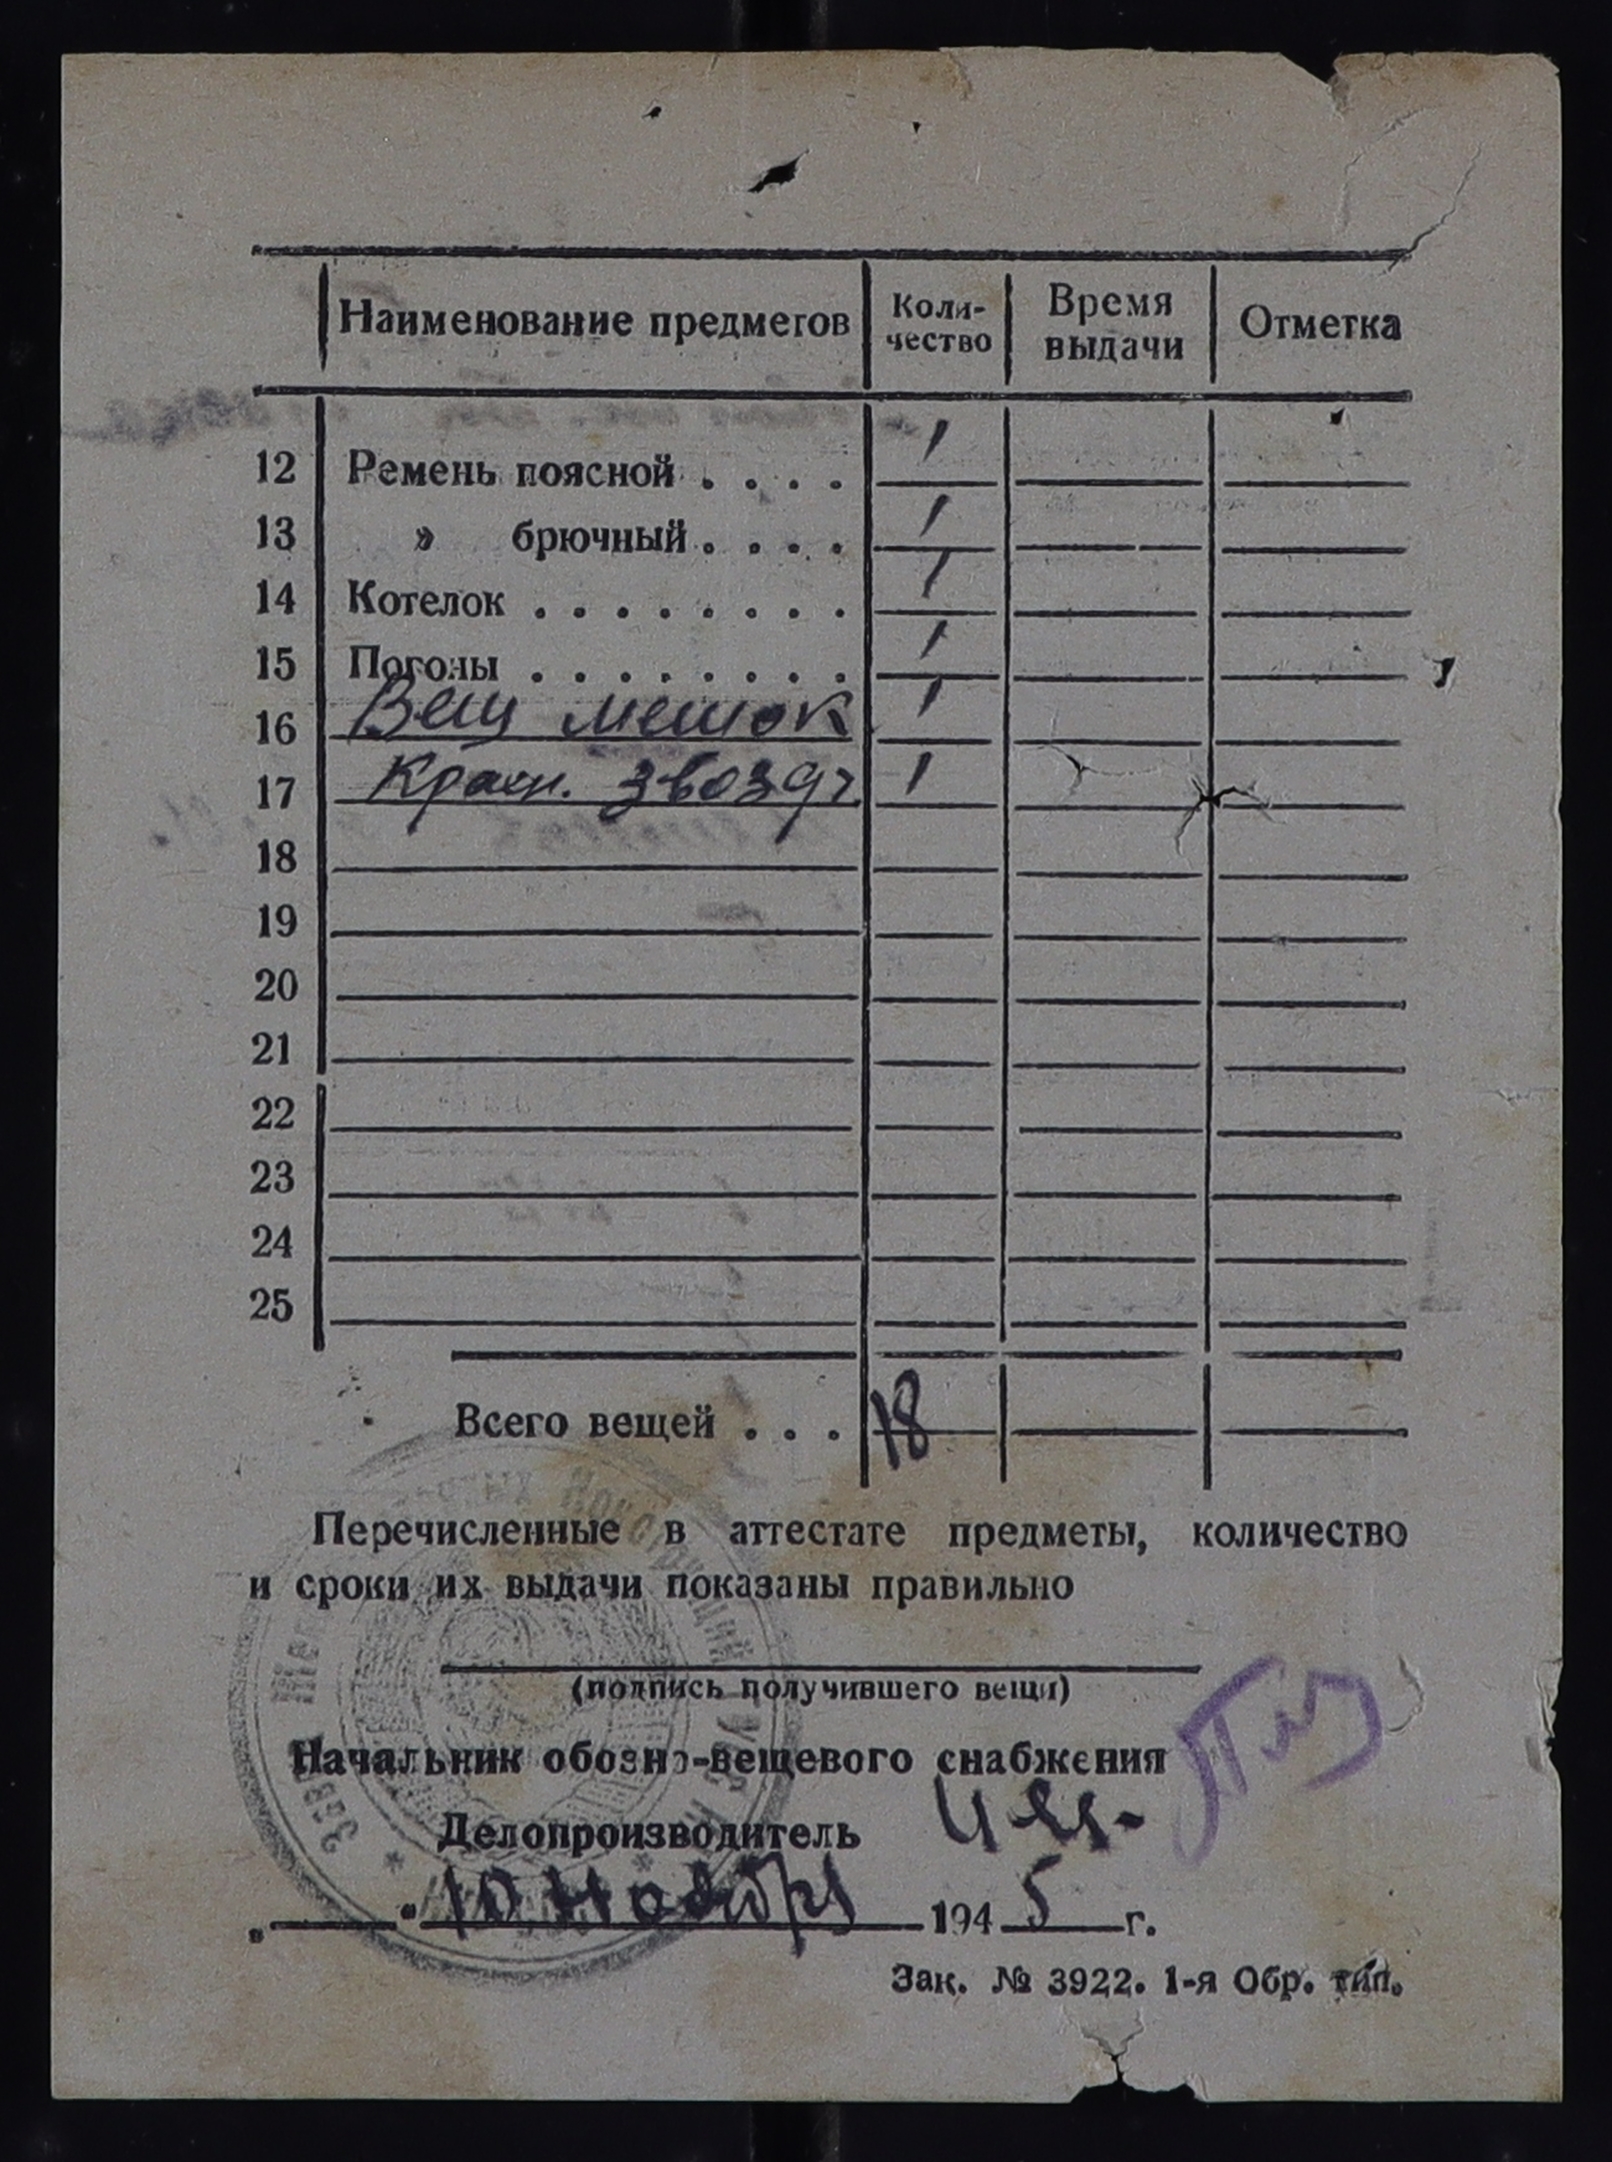 Наименование предметов
Коли-
чество
Время
выдачи
Отметка
12 Ремень поясной . . . . 1
13 » брючный . . . . 1
14 Котелок . . . . . . . . 1
15 Погоны . . . . . . . . 1
16 Вещ мешок 1
17 Красн. звозд 1
18
19
20
21
22
23
24
25
Всего вещей . . . 18
Перечисленные в аттестате предметы, количество
и сроки их выдачи показаны правильно
(подпись получившего вещи)
Начальник обозно-вещевого снабжения
Делопроизводитель
„ “ 10 Ноября 1945 г.
Зак. № 3922. 1-я Обр. тип.